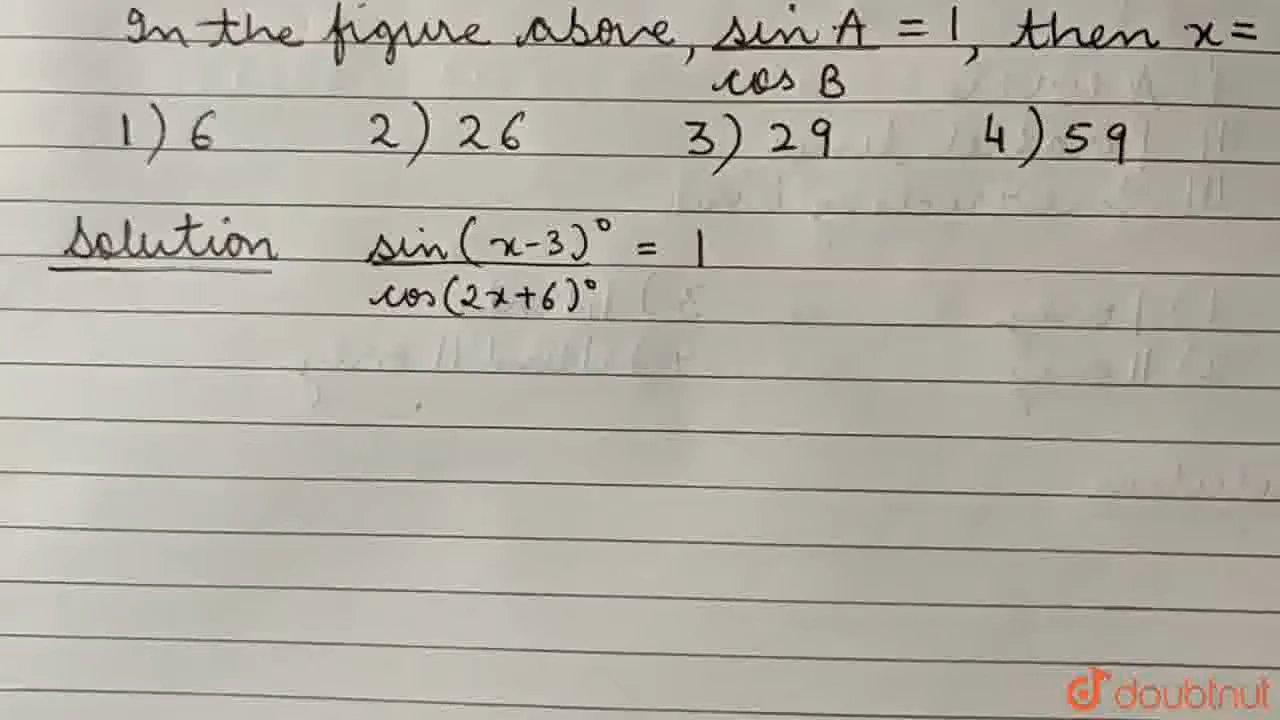 In the figure above, sin A / cos B = 1, then x =
1) 6 2) 26 3) 29 4) 59
Solution sin(x-3)° / cos(2x+6)° = 1
doubtnut